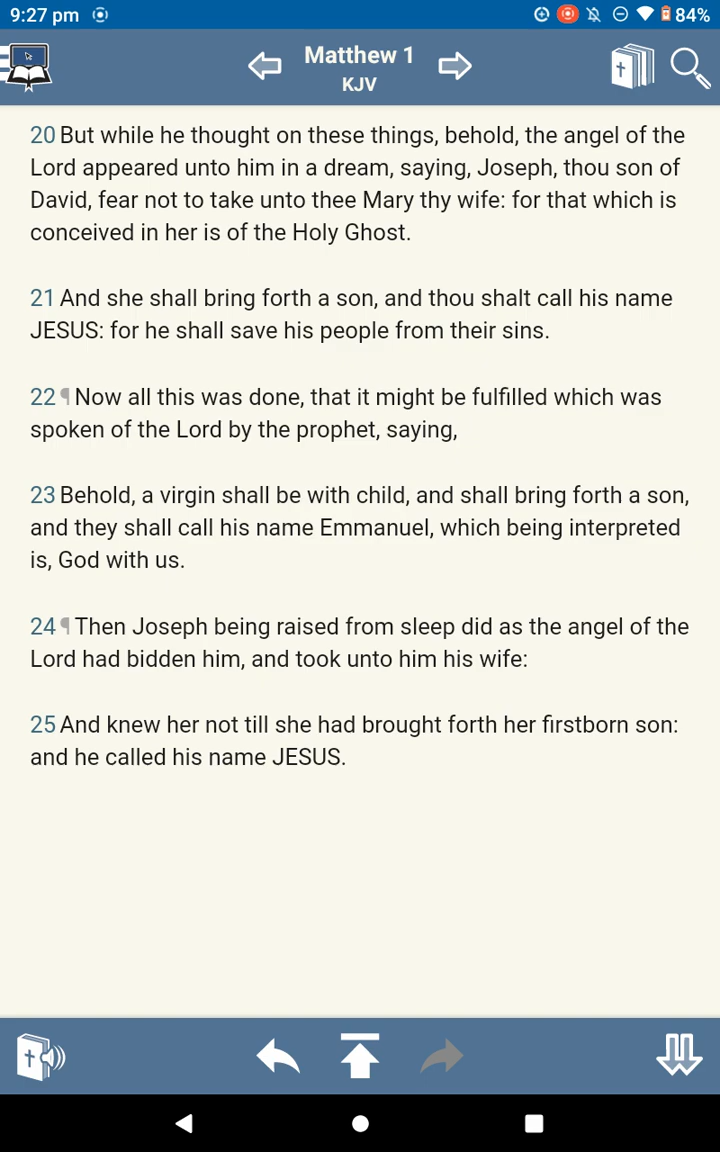 9:27 pm
84%
Matthew 1
KJV
20 But while he thought on these things, behold, the angel of the
Lord appeared unto him in a dream, saying, Joseph, thou son of
David, fear not to take unto thee Mary thy wife: for that which is
conceived in her is of the Holy Ghost.
21 And she shall bring forth a son, and thou shalt call his name
JESUS: for he shall save his people from their sins.
22 ¶ Now all this was done, that it might be fulfilled which was
spoken of the Lord by the prophet, saying,
23 Behold, a virgin shall be with child, and shall bring forth a son,
and they shall call his name Emmanuel, which being interpreted
is, God with us.
24 ¶ Then Joseph being raised from sleep did as the angel of the
Lord had bidden him, and took unto him his wife:
25 And knew her not till she had brought forth her firstborn son:
and he called his name JESUS.